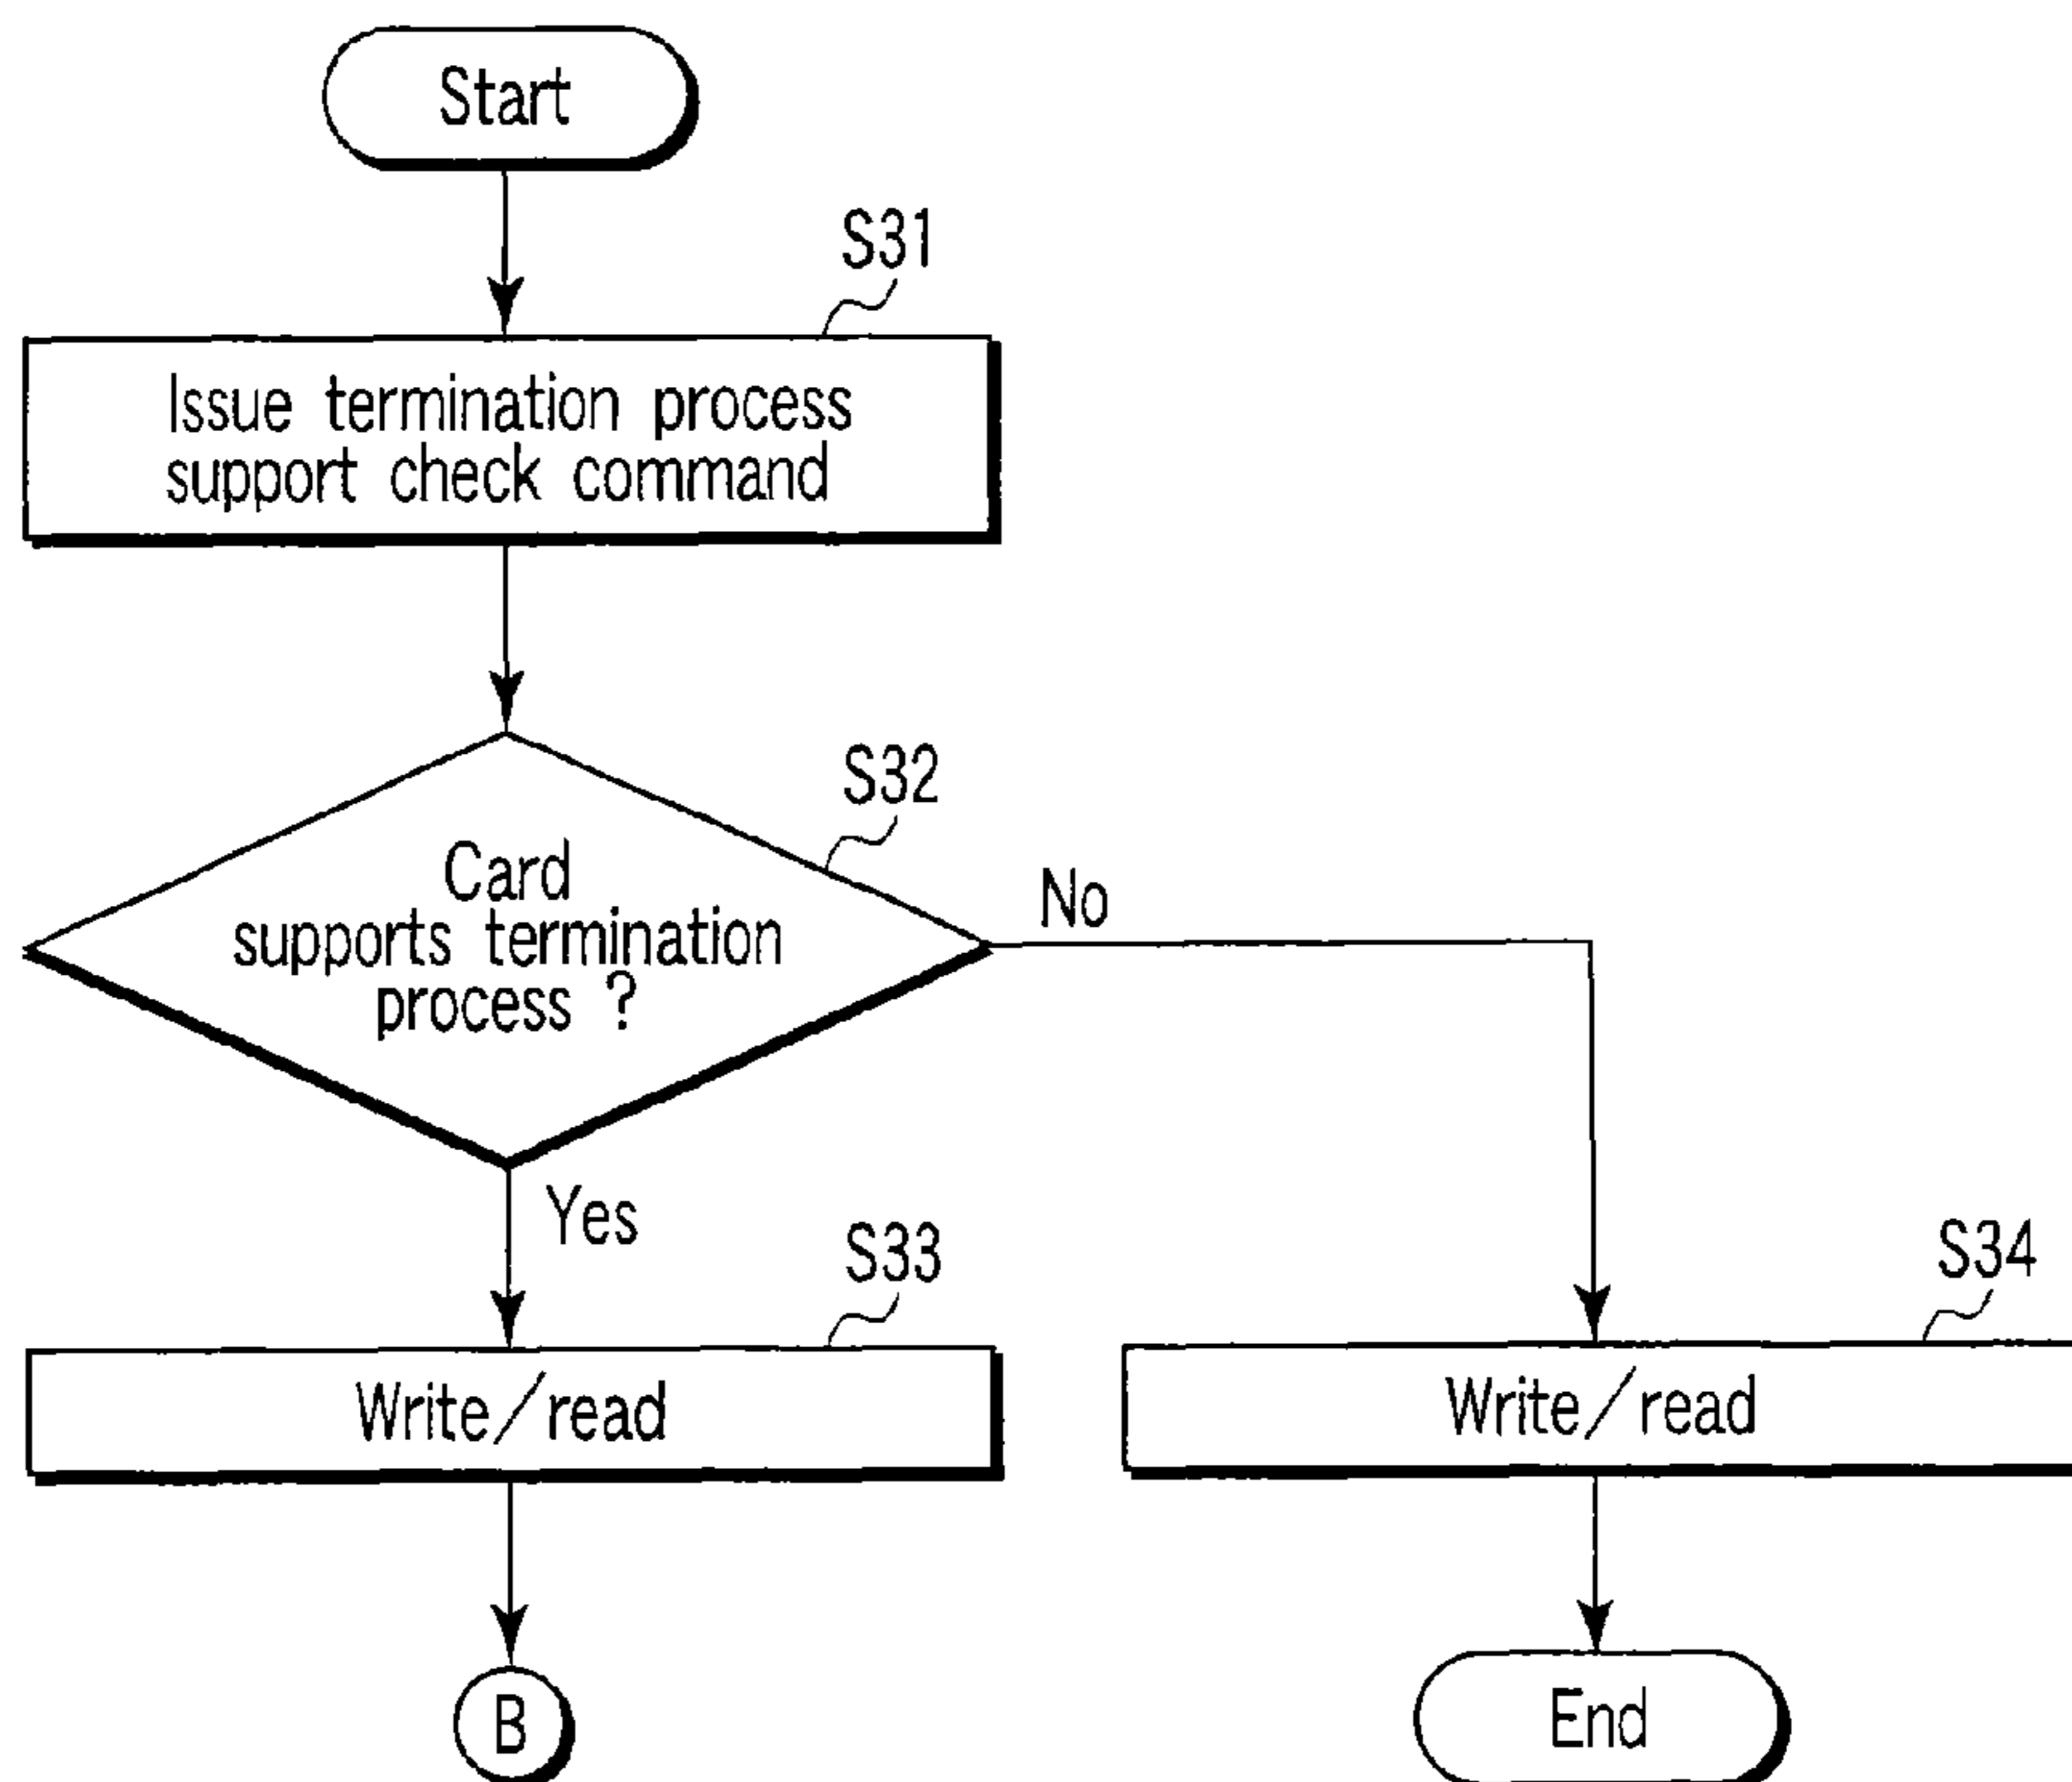 Start
S31
Issue termination process
support check command
S32
Card
supports termination
process ?
No
Yes
S33
Write/read
S34
Write/read
B
End